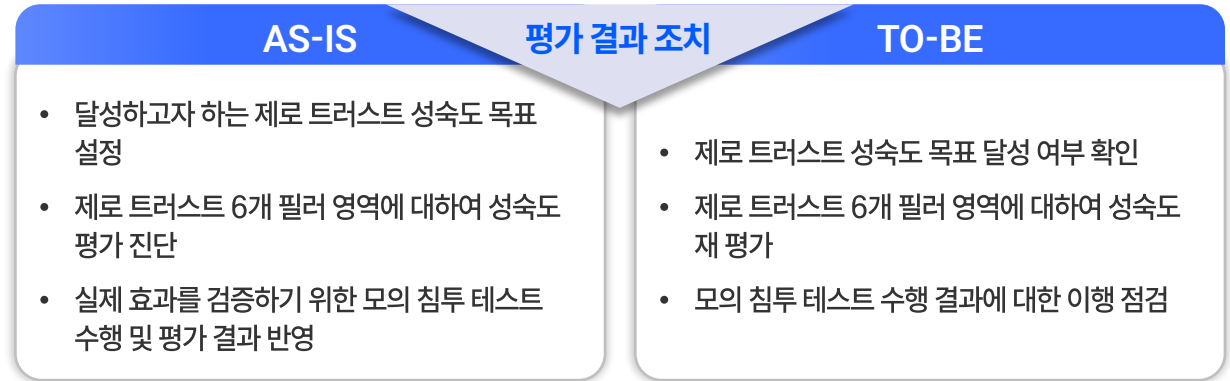 AS-IS
평가 결과 조치
TO-BE
• 달성하고자 하는 제로 트러스트 성숙도 목표
설정
• 제로 트러스트 6개 필러 영역에 대하여 성숙도
평가 진단
• 실제 효과를 검증하기 위한 모의 침투 테스트
수행 및 평가 결과 반영
• 제로 트러스트 성숙도 목표 달성 여부 확인
• 제로 트러스트 6개 필러 영역에 대하여 성숙도
재 평가
• 모의 침투 테스트 수행 결과에 대한 이행 점검